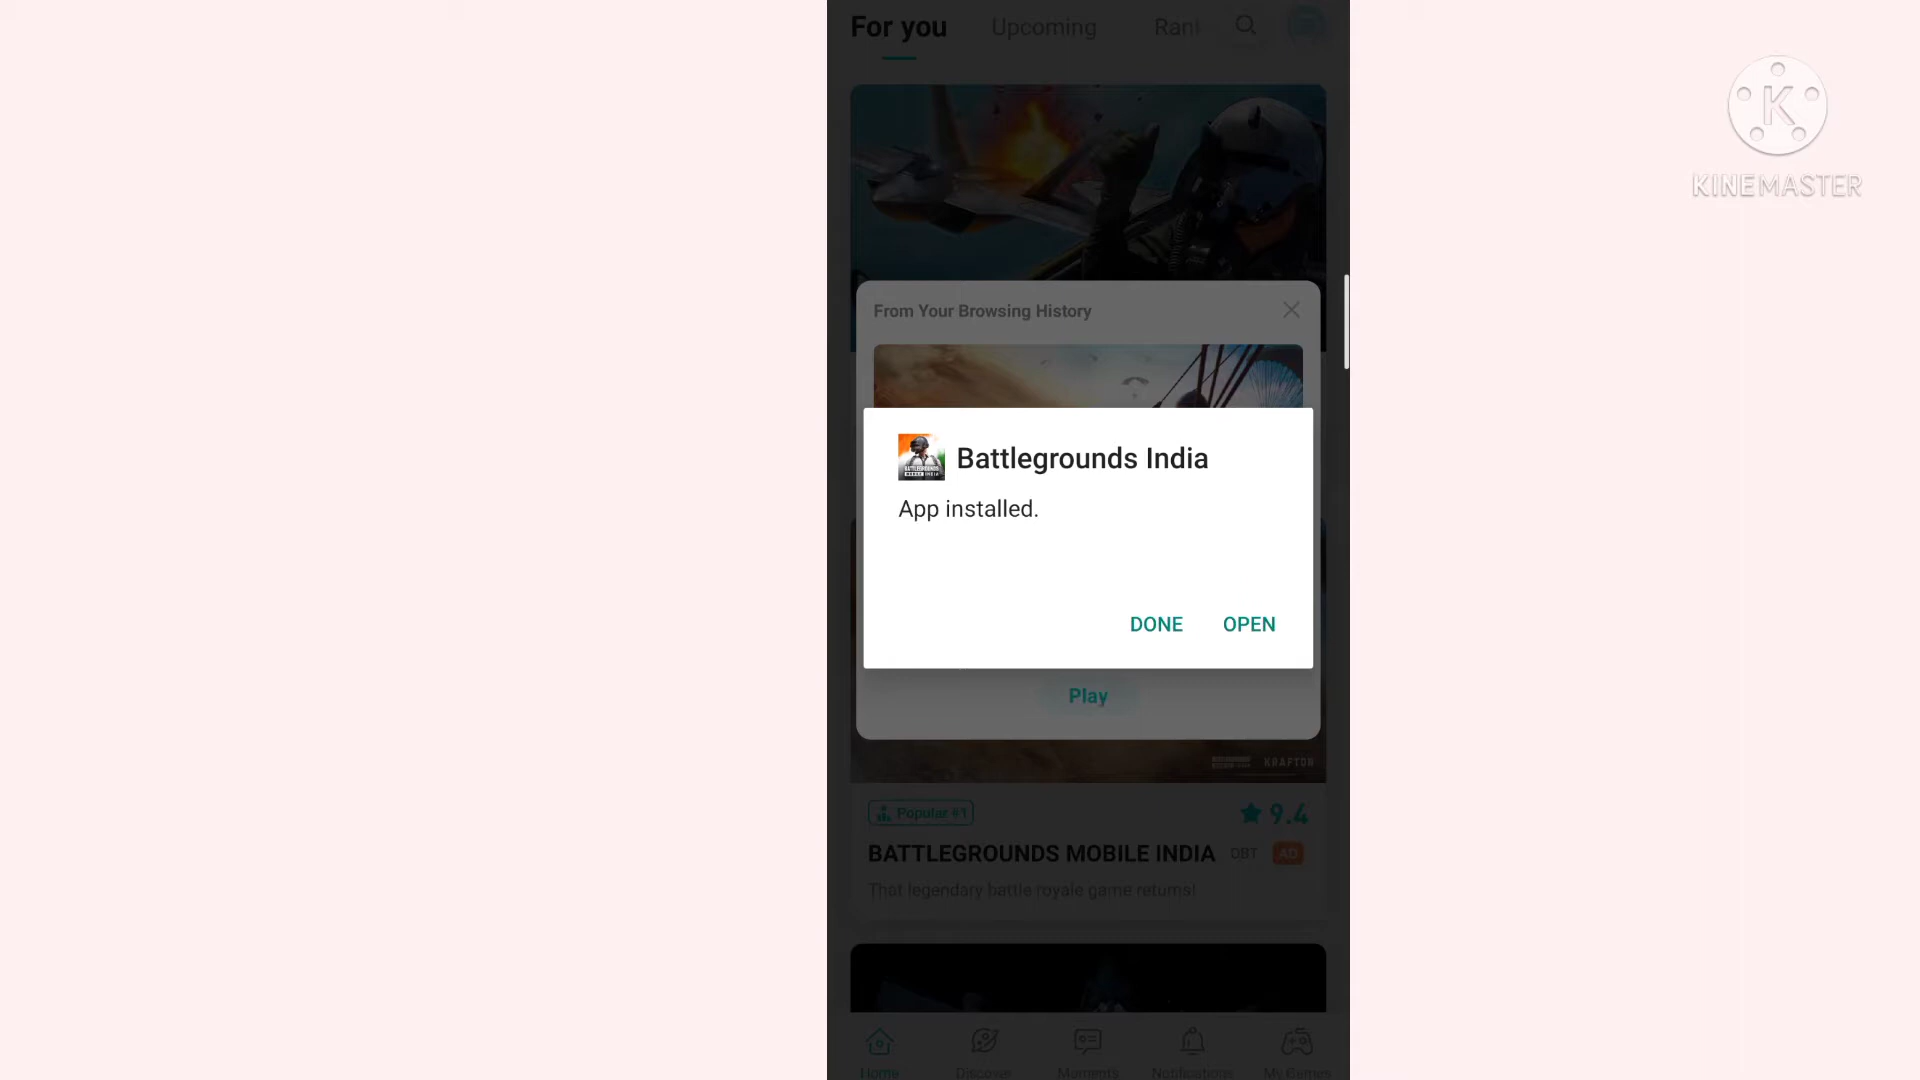 For you
Upcoming
Ran
K
KINEMASTER
From Your Browsing History
Battlegrounds India
App installed.
DONE
OPEN
Play
KRAFTON
Popular #1
9.4
BATTLEGROUNDS MOBILE INDIA
OBT
AD
That legendary battle royale game returns!
Home
Discover
Moments
Notifications
My Games